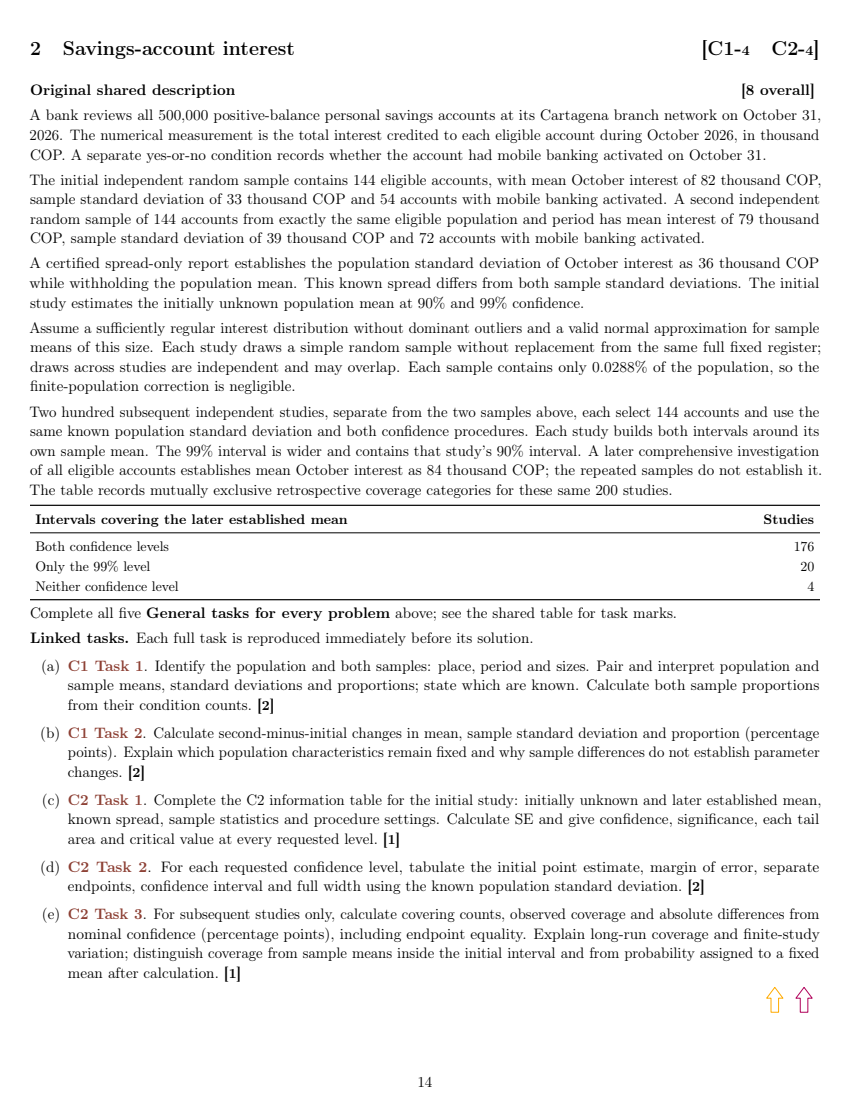 2 Savings-account interest [C1-4 C2-4]
Original shared description [8 overall]
A bank reviews all 500,000 positive-balance personal savings accounts at its Cartagena branch network on October 31,
2026. The numerical measurement is the total interest credited to each eligible account during October 2026, in thousand
COP. A separate yes-or-no condition records whether the account had mobile banking activated on October 31.
The initial independent random sample contains 144 eligible accounts, with mean October interest of 82 thousand COP,
sample standard deviation of 33 thousand COP and 54 accounts with mobile banking activated. A second independent
random sample of 144 accounts from exactly the same eligible population and period has mean interest of 79 thousand
COP, sample standard deviation of 39 thousand COP and 72 accounts with mobile banking activated.
A certified spread-only report establishes the population standard deviation of October interest as 36 thousand COP
while withholding the population mean. This known spread differs from both sample standard deviations. The initial
study estimates the initially unknown population mean at 90% and 99% confidence.
Assume a sufficiently regular interest distribution without dominant outliers and a valid normal approximation for sample
means of this size. Each study draws a simple random sample without replacement from the same full fixed register;
draws across studies are independent and may overlap. Each sample contains only 0.0288% of the population, so the
finite-population correction is negligible.
Two hundred subsequent independent studies, separate from the two samples above, each select 144 accounts and use the
same known population standard deviation and both confidence procedures. Each study builds both intervals around its
own sample mean. The 99% interval is wider and contains that study's 90% interval. A later comprehensive investigation
of all eligible accounts establishes mean October interest as 84 thousand COP; the repeated samples do not establish it.
The table records mutually exclusive retrospective coverage categories for these same 200 studies.
Intervals covering the later established mean Studies
Both confidence levels 176
Only the 99% level 20
Neither confidence level 4
Complete all five General tasks for every problem above; see the shared table for task marks.
Linked tasks. Each full task is reproduced immediately before its solution.
(a) C1 Task 1. Identify the population and both samples: place, period and sizes. Pair and interpret population and
sample means, standard deviations and proportions; state which are known. Calculate both sample proportions
from their condition counts. [2]
(b) C1 Task 2. Calculate second-minus-initial changes in mean, sample standard deviation and proportion (percentage
points). Explain which population characteristics remain fixed and why sample differences do not establish parameter
changes. [2]
(c) C2 Task 1. Complete the C2 information table for the initial study: initially unknown and later established mean,
known spread, sample statistics and procedure settings. Calculate SE and give confidence, significance, each tail
area and critical value at every requested level. [1]
(d) C2 Task 2. For each requested confidence level, tabulate the initial point estimate, margin of error, separate
endpoints, confidence interval and full width using the known population standard deviation. [2]
(e) C2 Task 3. For subsequent studies only, calculate covering counts, observed coverage and absolute differences from
nominal confidence (percentage points), including endpoint equality. Explain long-run coverage and finite-study
variation; distinguish coverage from sample means inside the initial interval and from probability assigned to a fixed
mean after calculation. [1]
14